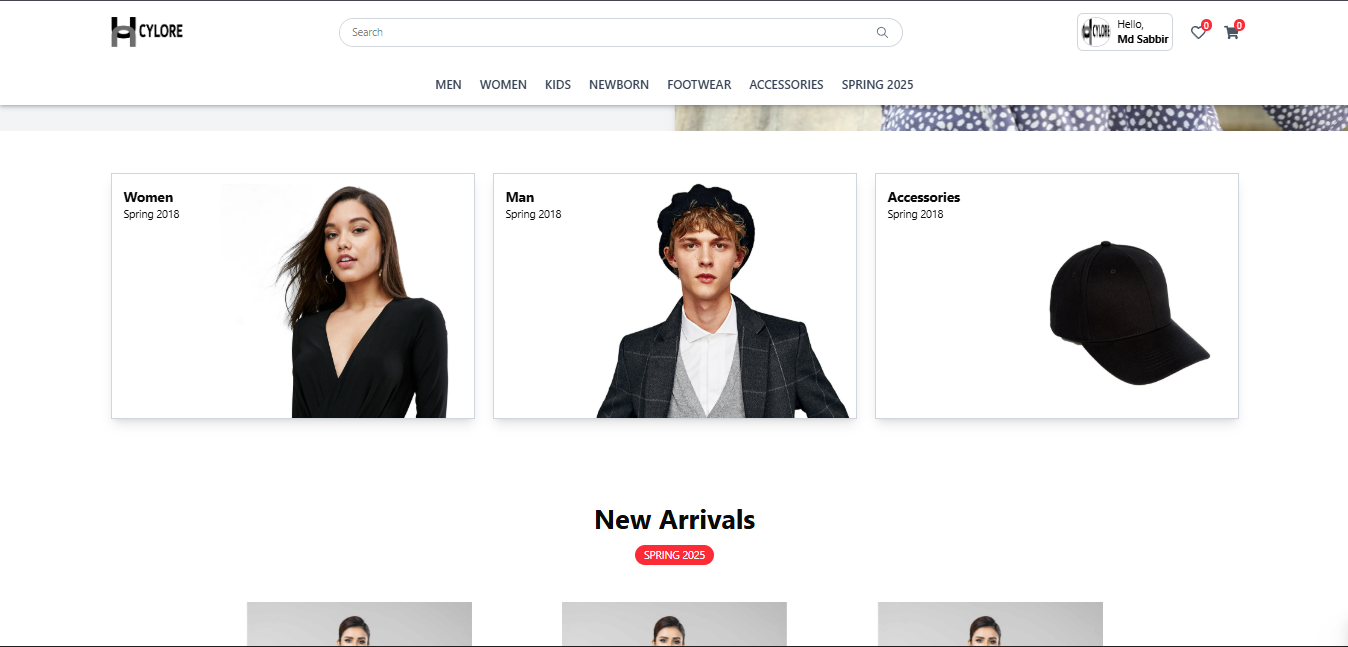 CYLORE
Search
CYLORE
Hello,
Md Sabbir
0
0
MEN WOMEN KIDS NEWBORN FOOTWEAR ACCESSORIES SPRING 2025
Women
Spring 2018
Man
Spring 2018
Accessories
Spring 2018
New Arrivals
SPRING 2025